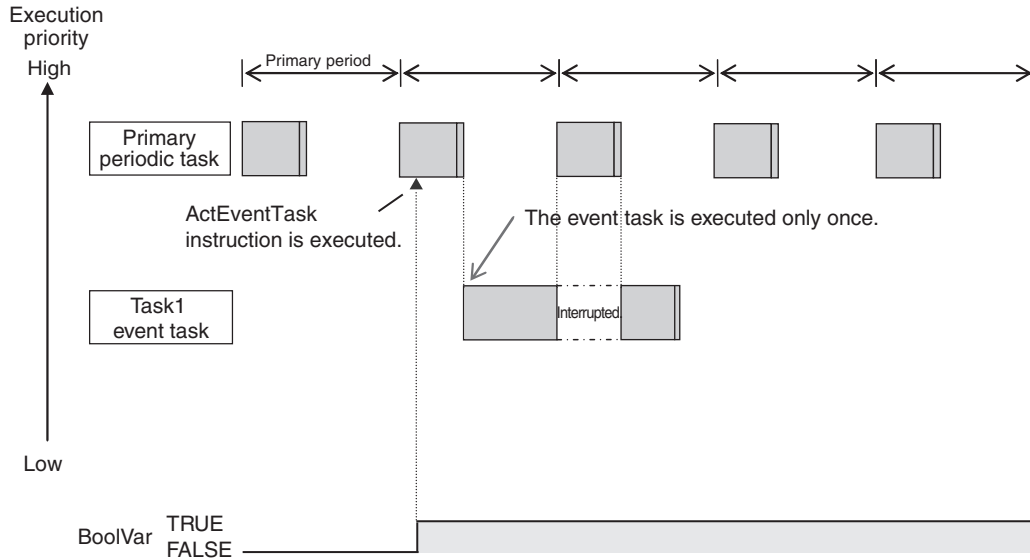 Execution
priority
High
Primary period
Primary
periodic task
ActEventTask
instruction is executed.
The event task is executed only once.
Task1
event task
Interrupted.
Low
BoolVar
TRUE
FALSE